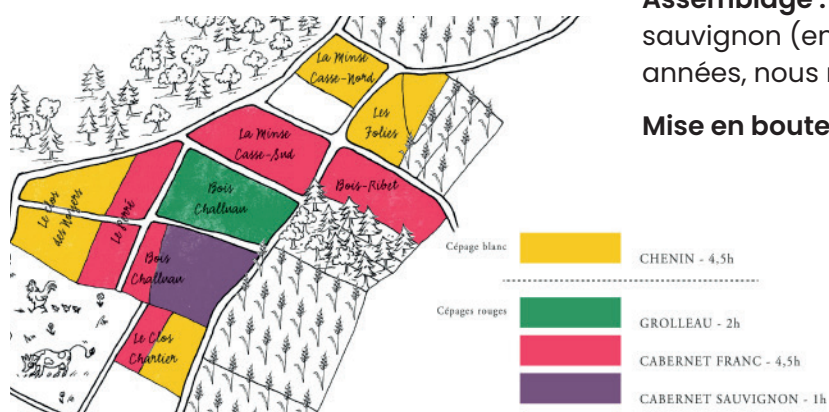 Assemblage :
sauvignon (en
années, nous
Mise en boute
La Minse
Casse-Nord
Les
Folies
La Minse
Casse-Sud
Bois-Ribet
Bois
Challuau
Le Clos
des Noyers
Le Perré
Bois
Challuau
Le Clos
Chartier
Cépage blanc
CHENIN - 4,5h
Cépages rouges
GROLLEAU - 2h
CABERNET FRANC - 4,5h
CABERNET SAUVIGNON - 1h